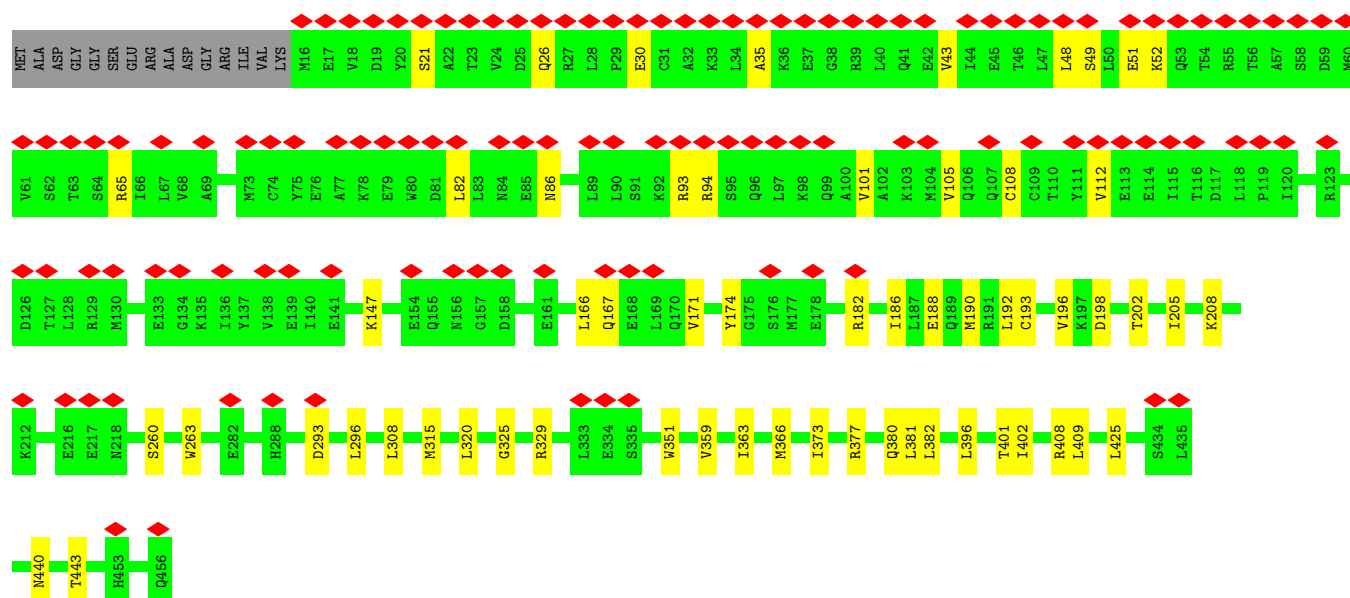 MET ALA ASP GLY GLY SER GLU ARG ALA ASP GLY ARG ILE VAL LYS M16 E17 V18 D19 Y20 S21 A22 T23 V24 D25 Q26 R27 L28 P29 E30 C31 A32 K33 L34 A35 K36 E37 G38 R39 L40 Q41 E42 V43 I44 E45 T46 L47 L48 S49 L50 E51 K52 Q53 T54 R55 T56 A57 S58 D59 M60
V61 S62 T63 S64 R65 I66 L67 V68 A69 M73 C74 Y75 E76 A77 K78 E79 W80 D81 L82 L83 N84 E85 N86 L89 L90 S91 K92 R93 R94 S95 Q96 L97 K98 Q99 A100 V101 A102 K103 M104 V105 Q106 Q107 C108 C109 T110 Y111 V112 E113 E114 I115 T116 D117 L118 P119 I120 R123
D126 T127 L128 R129 M130 E133 G134 K135 I136 Y137 V138 E139 I140 E141 K147 E154 Q155 N156 G157 D158 E161 L166 Q167 E168 L169 Q170 V171 Y174 G175 S176 M177 E178 R182 I186 L187 E188 Q189 M190 R191 L192 C193 V196 K197 D198 T202 I205 K208
K212 E216 E217 N218 S260 W263 E282 H288 D293 L296 L308 M315 L320 G325 R329 L333 E334 S335 W351 V359 I363 M366 I373 R377 Q380 L381 L382 L396 T401 I402 R408 L409 L425 S434 L435
N440 T443 H453 Q456